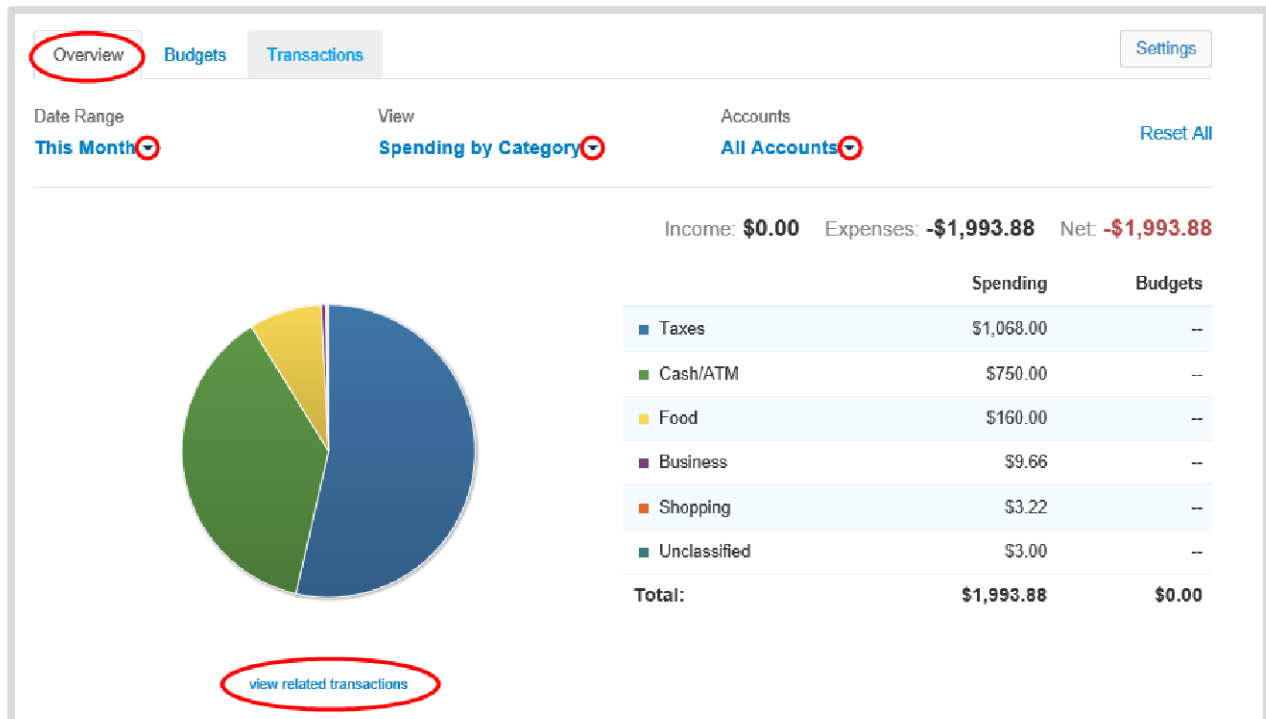 Overview Budgets Transactions Settings
Date Range View Accounts
This Month Spending by Category All Accounts Reset All
Income: $0.00 Expenses: -$1,993.88 Net: -$1,993.88
Spending Budgets
Taxes $1,068.00 --
Cash/ATM $750.00 --
Food $160.00 --
Business $9.66 --
Shopping $3.22 --
Unclassified $3.00 --
Total: $1,993.88 $0.00
view related transactions